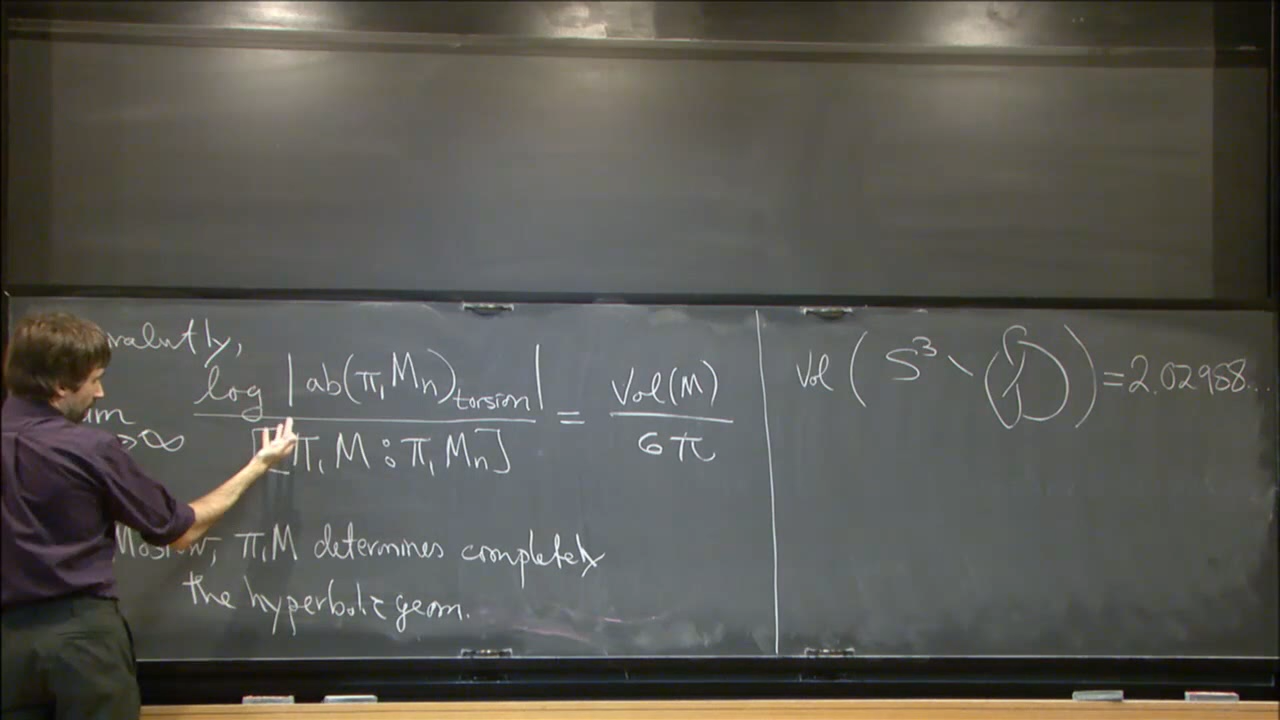 valently,
log |ab(π₁Mₙ)torsion| = Vol(M)
→∞ [π₁M : π₁Mₙ] 6π
Mostow, π₁M determines completely
the hyperbolic geom.
Vol ( S³ \ ) = 2.02988...